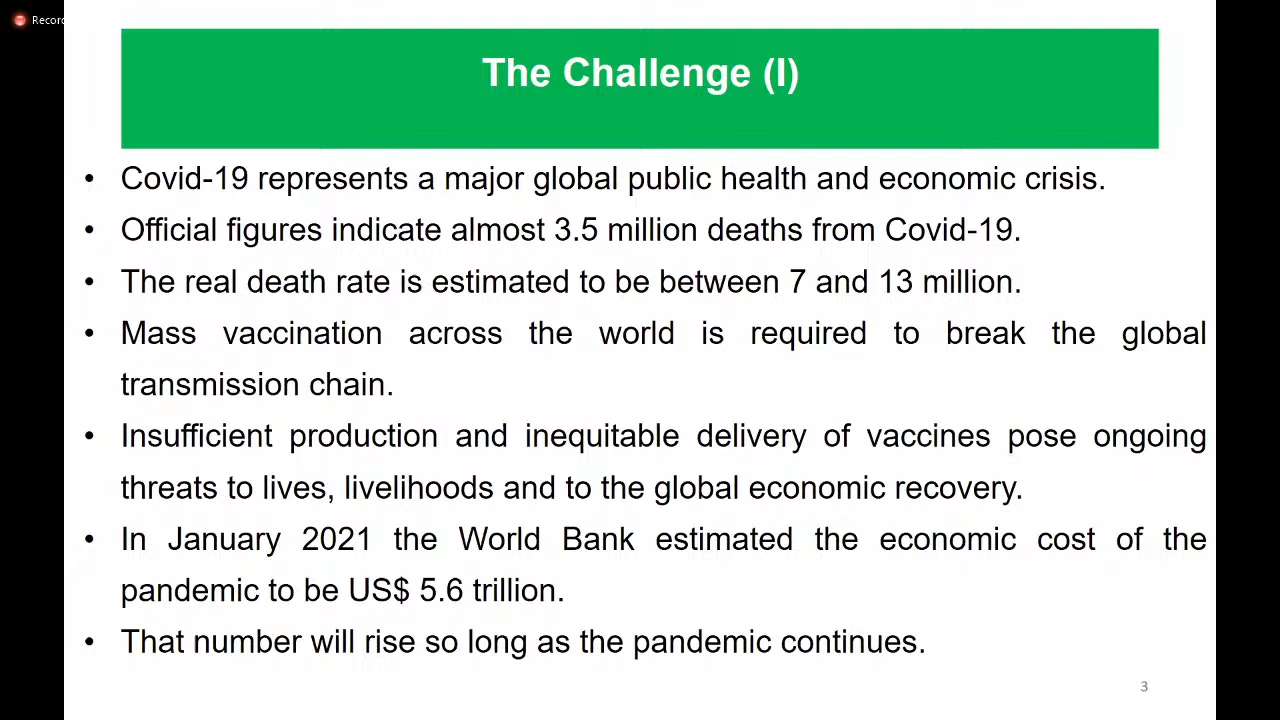 Recor
The Challenge (I)
• Covid-19 represents a major global public health and economic crisis.
• Official figures indicate almost 3.5 million deaths from Covid-19.
• The real death rate is estimated to be between 7 and 13 million.
• Mass vaccination across the world is required to break the global
transmission chain.
• Insufficient production and inequitable delivery of vaccines pose ongoing
threats to lives, livelihoods and to the global economic recovery.
• In January 2021 the World Bank estimated the economic cost of the
pandemic to be US$ 5.6 trillion.
• That number will rise so long as the pandemic continues.
3